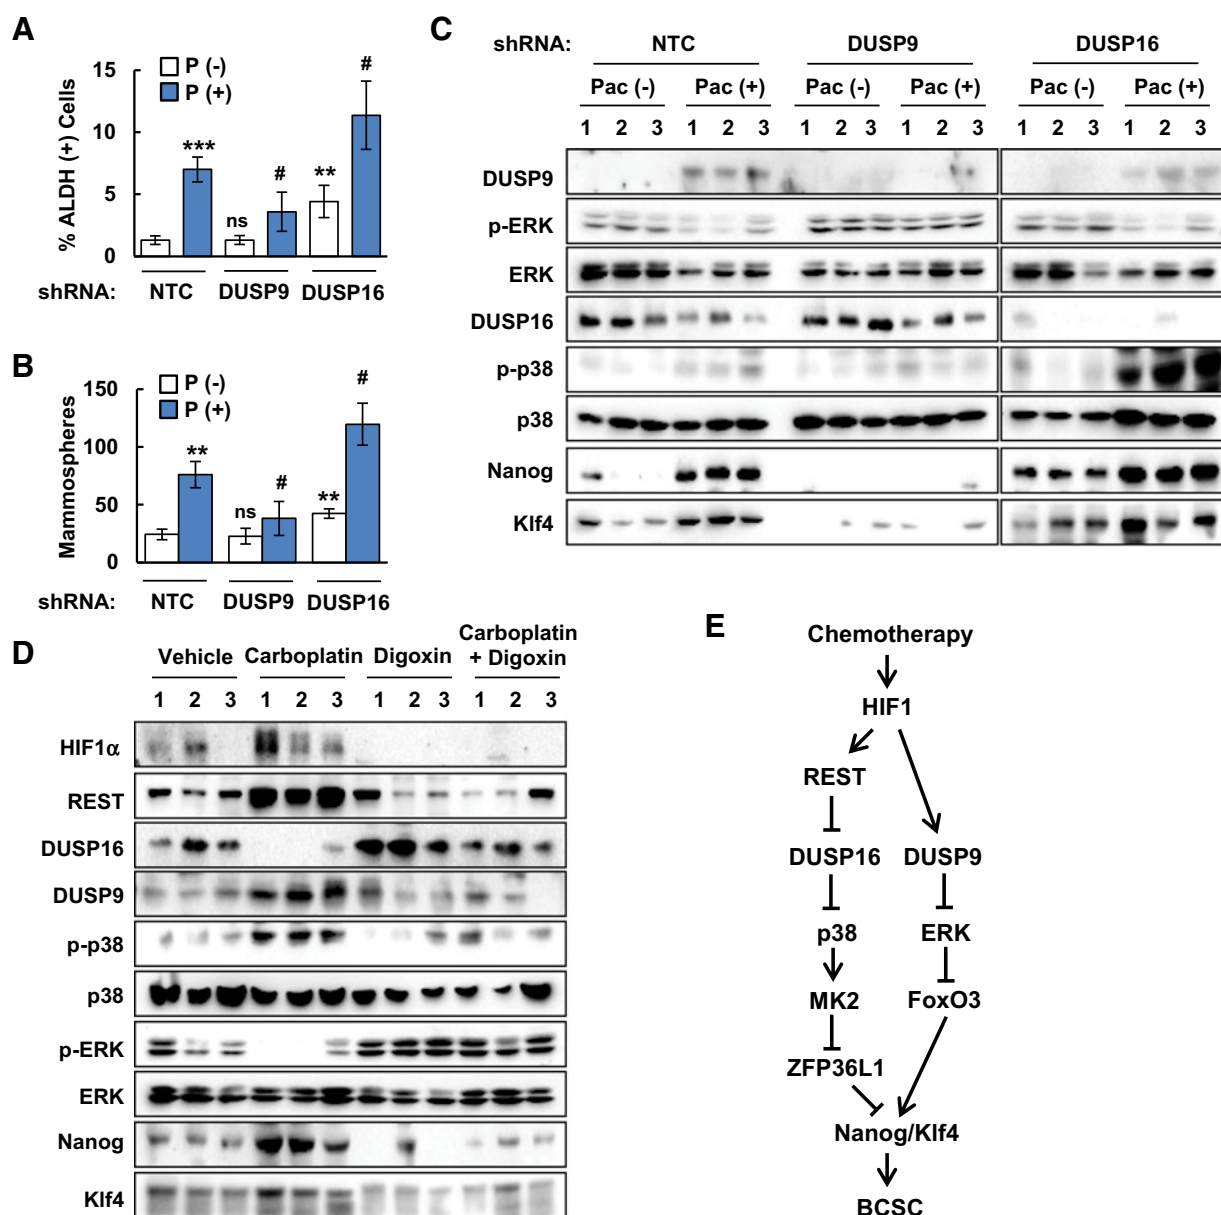 A
% ALDH (+) Cells
15
10
5
0
P (-)
P (+)
***
ns
#
**
#
shRNA: NTC DUSP9 DUSP16
B
Mammospheres
150
100
50
0
P (-)
P (+)
**
ns
#
**
#
shRNA: NTC DUSP9 DUSP16
C
shRNA: NTC DUSP9 DUSP16
Pac (-) Pac (+) Pac (-) Pac (+) Pac (-) Pac (+)
1 2 3 1 2 3 1 2 3 1 2 3 1 2 3 1 2 3
DUSP9
p-ERK
ERK
DUSP16
p-p38
p38
Nanog
Klf4
D
Vehicle Carboplatin Digoxin Carboplatin
+ Digoxin
1 2 3 1 2 3 1 2 3 1 2 3
HIF1α
REST
DUSP16
DUSP9
p-p38
p38
p-ERK
ERK
Nanog
Klf4
E
Chemotherapy
HIF1
REST
DUSP16 DUSP9
p38 ERK
MK2 FoxO3
ZFP36L1
Nanog/Klf4
BCSC